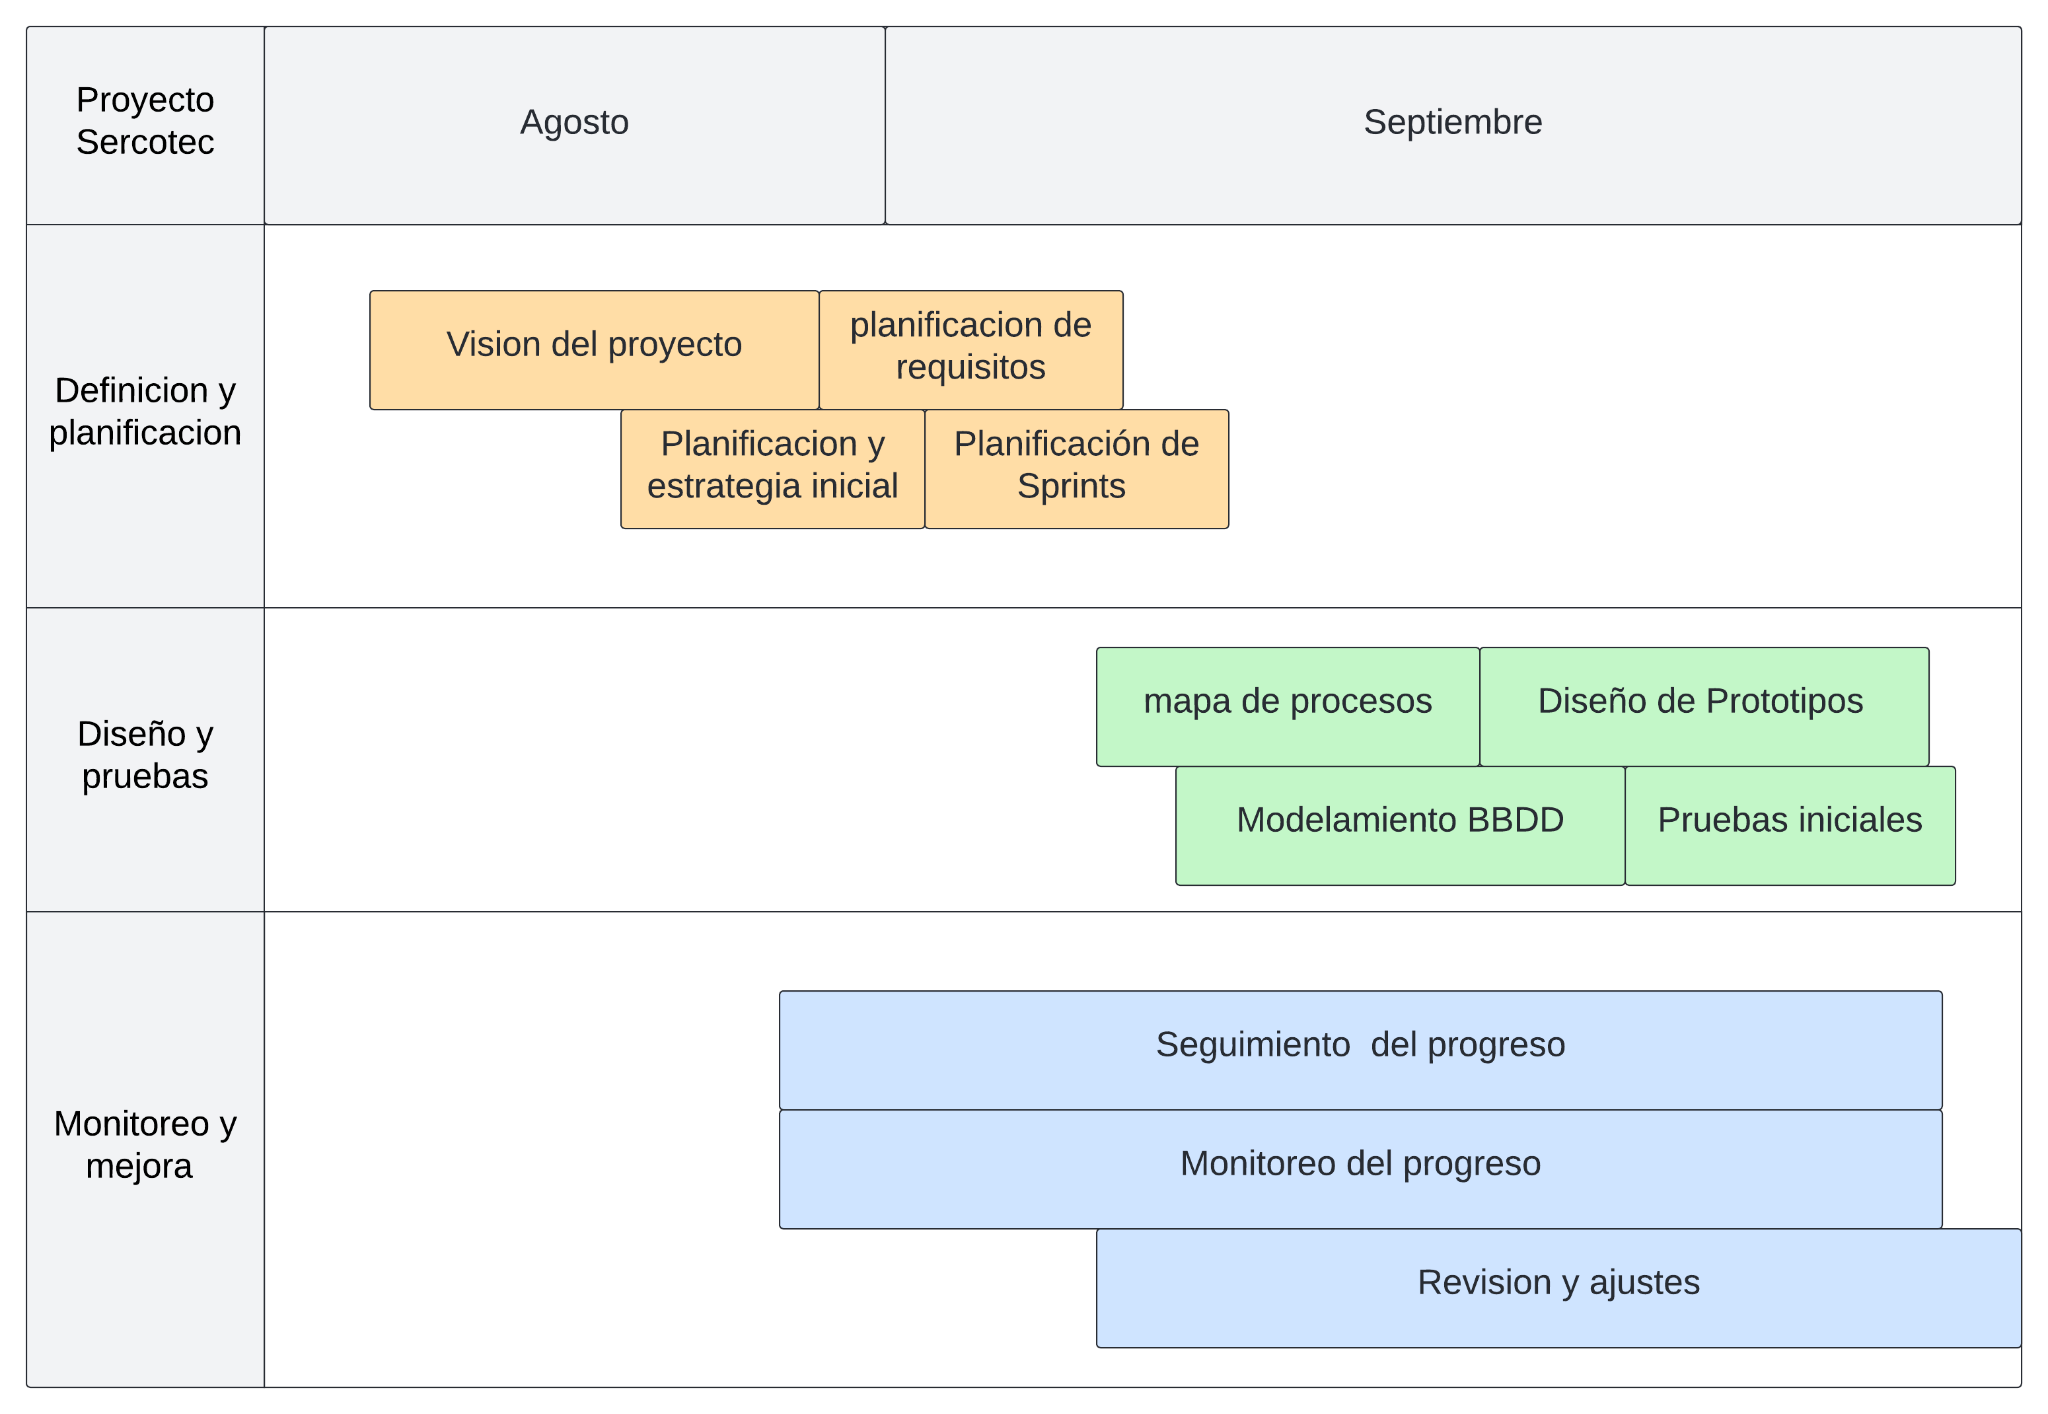 Proyecto
Sercotec
Agosto
Septiembre
Definicion y
planificacion
Vision del proyecto
planificacion de
requisitos
Planificacion y
estrategia inicial
Planificación de
Sprints
Diseño y
pruebas
mapa de procesos
Diseño de Prototipos
Modelamiento BBDD
Pruebas iniciales
Monitoreo y
mejora
Seguimiento  del progreso
Monitoreo del progreso
Revision y ajustes